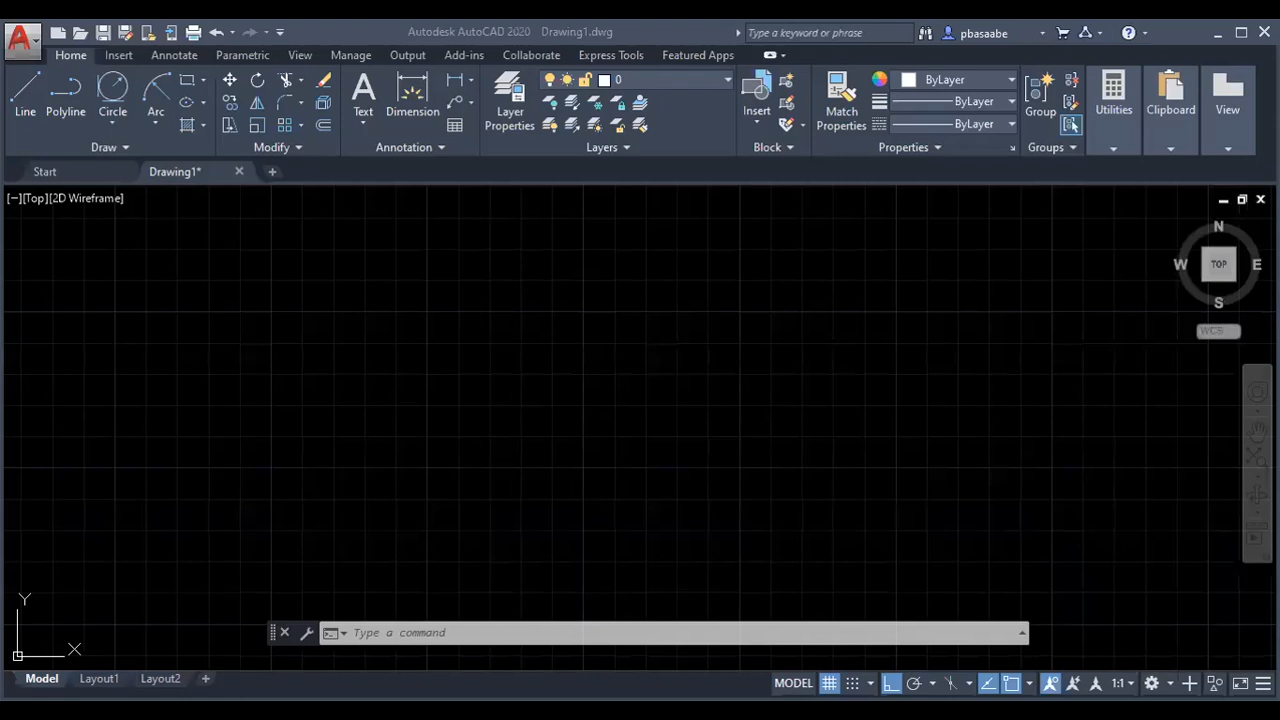 Autodesk AutoCAD 2020 Drawing1.dwg
Type a keyword or phrase
pbasaabe
Home Insert Annotate Parametric View Manage Output Add-ins Collaborate Express Tools Featured Apps
Line Polyline Circle Arc
Draw
Modify
Text Dimension
Annotation
Layer Properties
0
Layers
Insert
Block
Match Properties
ByLayer
ByLayer
ByLayer
Properties
Group
Groups
Utilities
Clipboard
View
Start Drawing1*
[−][Top][2D Wireframe]
N
W TOP E
S
WCS
Y
X
Type a command
Model Layout1 Layout2
MODEL 1:1